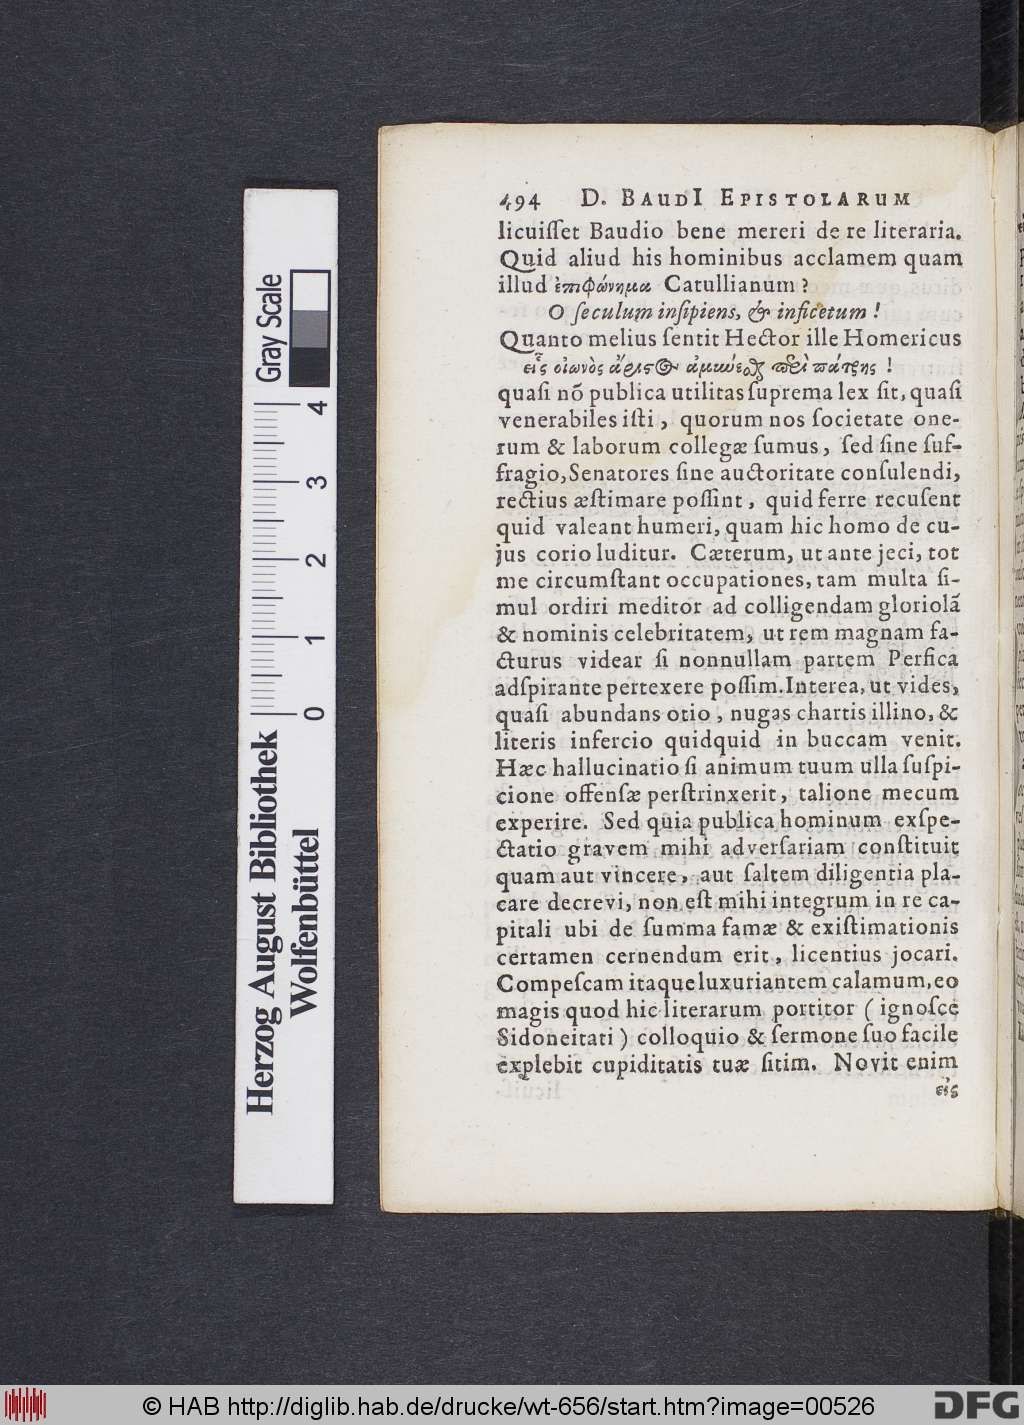 494 D. BAUDI EPISTOLARUM
licuiſſet Baudio bene mereri de re literaria.
Quid aliud his hominibus acclamem quam
illud ἐπιφώνημα Catullianum?
O ſeculum inſipiens, & inficetum!
Quanto melius ſentit Hector ille Homericus
εἷς οἰωνὸς ἄριστος ἀμύνεσθαι περὶ πάτρης!
quaſi nō publica utilitas ſuprema lex ſit, quaſi
venerabiles iſti, quorum nos ſocietate one-
rum & laborum collegæ ſumus, ſed ſine ſuf-
fragio, Senatores ſine auctoritate conſulendi,
rectius æſtimare poſſint, quid ferre recuſent
quid valeant humeri, quam hic homo de cu-
jus corio luditur. Cæterum, ut ante jeci, tot
me circumſtant occupationes, tam multa ſi-
mul ordiri meditor ad colligendam gloriolã
& nominis celebritatem, ut rem magnam fa-
cturus videar ſi nonnullam partem Perfica
adſpirante pertexere poſſim. Interea, ut vides,
quaſi abundans otio, nugas chartis illino, &
literis infercio quidquid in buccam venit.
Hæc hallucinatio ſi animum tuum ulla ſuſpi-
cione offenſæ perſtrinxerit, talione mecum
experire. Sed quia publica hominum exſpe-
ctatio gravem mihi adverſariam conſtituit
quam aut vincere, aut ſaltem diligentia pla-
care decrevi, non eſt mihi integrum in re ca-
pitali ubi de ſumma famæ & exiſtimationis
certamen cernendum erit, licentius jocari.
Compeſcam itaque luxuriantem calamum, eo
magis quod hic literarum portitor (ignoſce
Sidoneitati) colloquio & ſermone ſuo facile
explebit cupiditatis tuæ ſitim. Novit enim
εἰς
Gray Scale
4
3
2
1
0
Herzog August Bibliothek
Wolfenbüttel
© HAB http://diglib.hab.de/drucke/wt-656/start.htm?image=00526
DFG